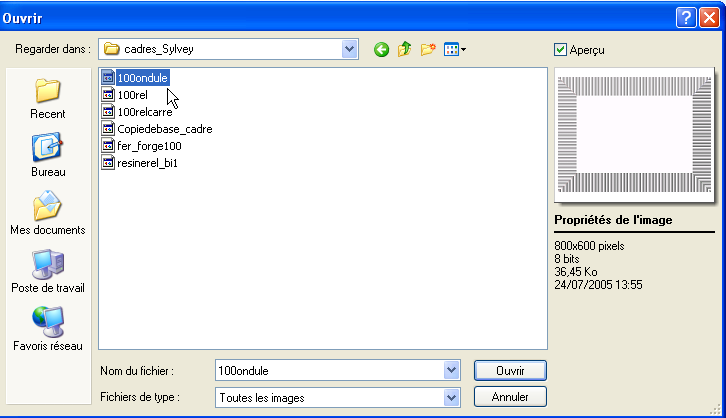 Ouvrir
Regarder dans : cadres_Sylvey
Aperçu
Recent
Bureau
Mes documents
Poste de travail
Favoris réseau
100ondule
100rel
100relcarre
Copiedebase_cadre
fer_forge100
resinerel_bi1
Propriétés de l'image
800x600 pixels
8 bits
36,45 Ko
24/07/2005 13:55
Nom du fichier : 100ondule Ouvrir
Fichiers de type : Toutes les images Annuler